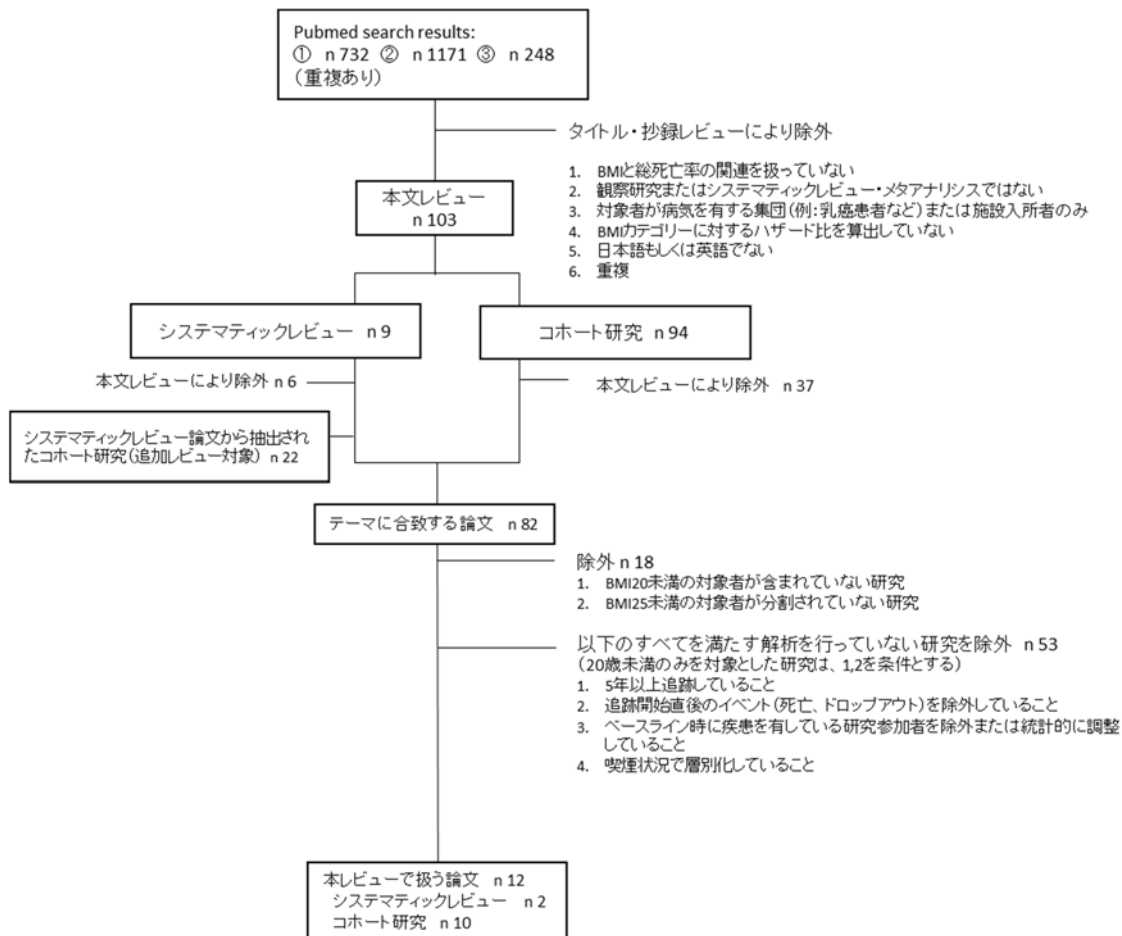 Pubmed search results:
① n 732 ② n 1171 ③ n 248
（重複あり）
タイトル・抄録レビューにより除外
1. BMIと総死亡率の関連を扱っていない
2. 観察研究またはシステマティックレビュー・メタアナリシスではない
3. 対象者が病気を有する集団（例：乳癌患者など）または施設入所者のみ
4. BMIカテゴリーに対するハザード比を算出していない
5. 日本語もしくは英語でない
6. 重複
本文レビュー
n 103
システマティックレビュー n 9
コホート研究 n 94
本文レビューにより除外 n 6
本文レビューにより除外 n 37
システマティックレビュー論文から抽出され
たコホート研究（追加レビュー対象） n 22
テーマに合致する論文 n 82
除外 n 18
1. BMI20未満の対象者が含まれていない研究
2. BMI25未満の対象者が分割されていない研究
以下のすべてを満たす解析を行っていない研究を除外 n 53
（20歳未満のみを対象とした研究は、1,2を条件とする）
1. 5年以上追跡していること
2. 追跡開始直後のイベント（死亡、ドロップアウト）を除外していること
3. ベースライン時に疾患を有している研究参加者を除外または統計的に調整
していること
4. 喫煙状況で層別化していること
本レビューで扱う論文 n 12
システマティックレビュー n 2
コホート研究 n 10